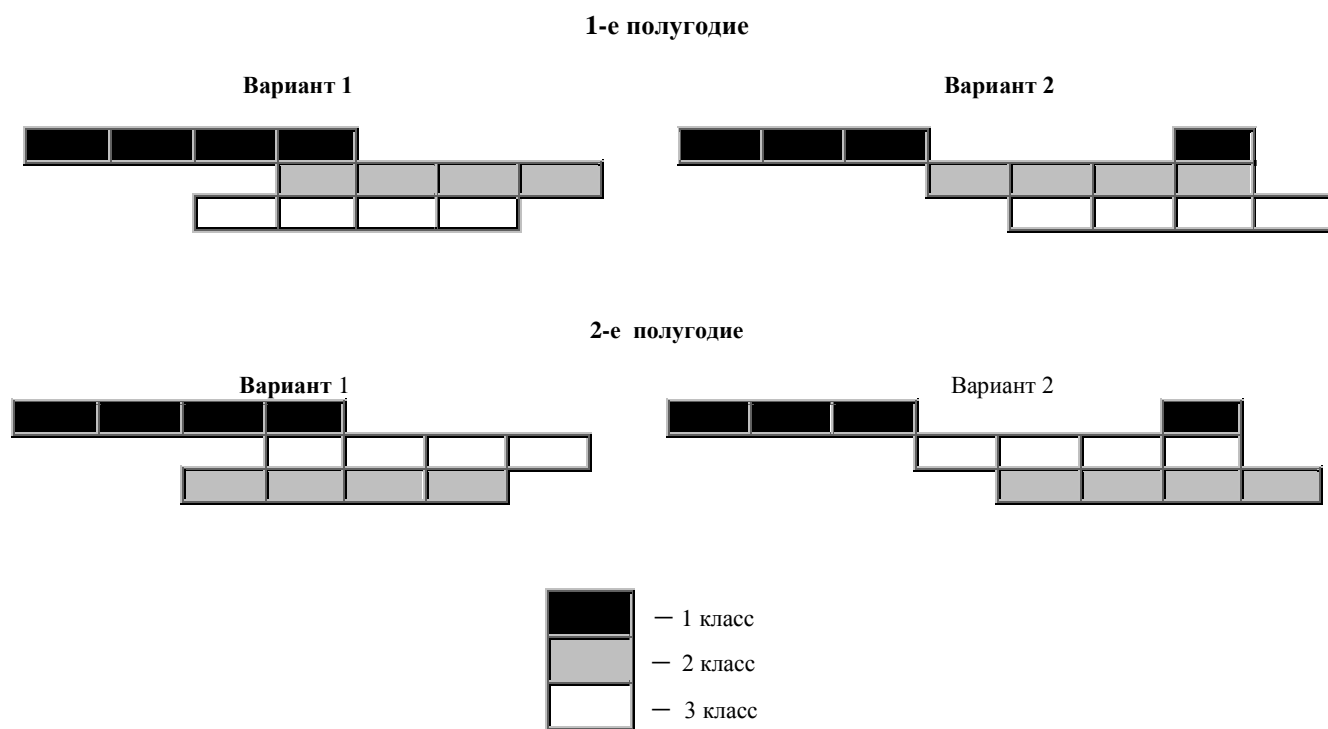 1-е полугодие
Вариант 1 Вариант 2
2-е полугодие
Вариант 1 Вариант 2
— 1 класс
— 2 класс
— 3 класс